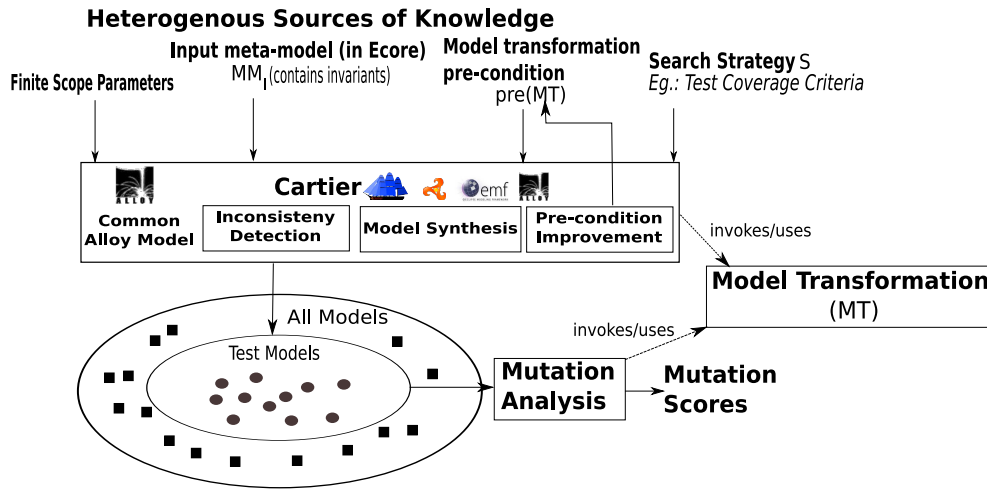 Heterogenous Sources of Knowledge
Finite Scope Parameters
Input meta-model (in Ecore)
MMI (contains invariants)
Model transformation
pre-condition
pre(MT)
Search Strategy S
Eg.: Test Coverage Criteria
ALLOY
Cartier
emf
ALLOY
Common
Alloy Model
Inconsisteny
Detection
Model Synthesis
Pre-condition
Improvement
invokes/uses
Model Transformation
(MT)
All Models
Test Models
invokes/uses
Mutation
Analysis
Mutation
Scores